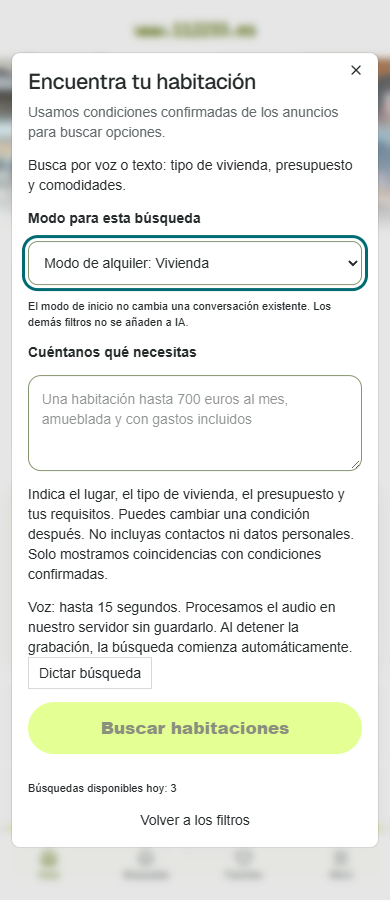 Encuentra tu habitación
×
Usamos condiciones confirmadas de los anuncios
para buscar opciones.
Busca por voz o texto: tipo de vivienda, presupuesto
y comodidades.
Modo para esta búsqueda
Modo de alquiler: Vivienda
El modo de inicio no cambia una conversación existente. Los
demás filtros no se añaden a IA.
Cuéntanos qué necesitas
Una habitación hasta 700 euros al mes,
amueblada y con gastos incluidos
Indica el lugar, el tipo de vivienda, el presupuesto y
tus requisitos. Puedes cambiar una condición
después. No incluyas contactos ni datos personales.
Solo mostramos coincidencias con condiciones
confirmadas.
Voz: hasta 15 segundos. Procesamos el audio en
nuestro servidor sin guardarlo. Al detener la
grabación, la búsqueda comienza automáticamente.
Dictar búsqueda
Buscar habitaciones
Búsquedas disponibles hoy: 3
Volver a los filtros